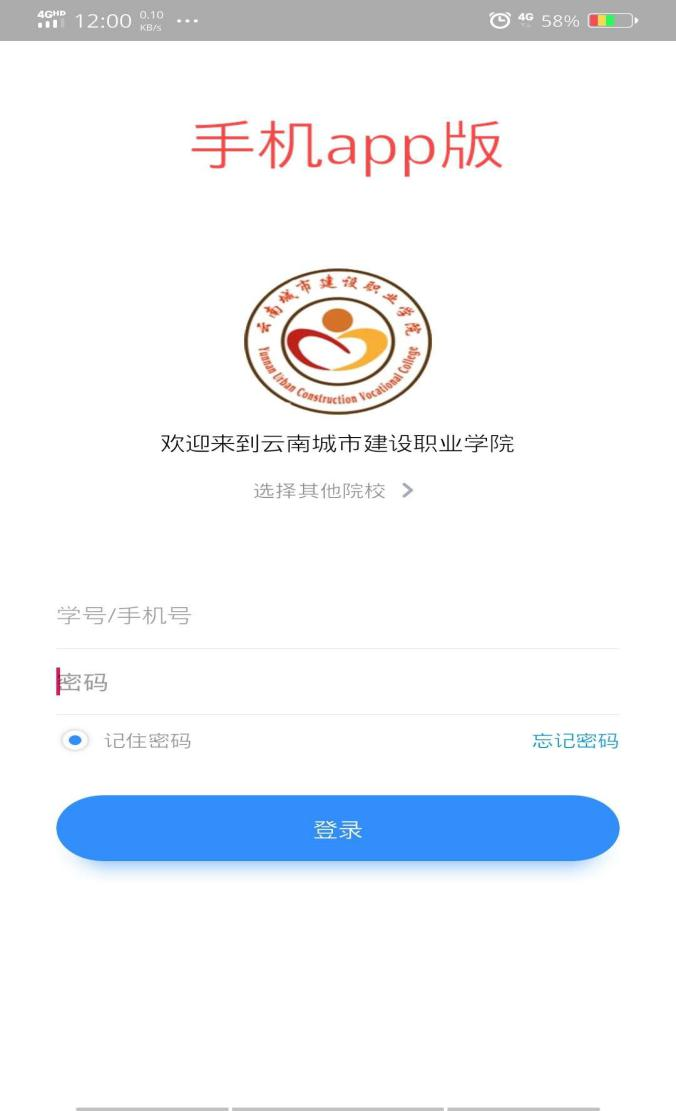 4GHD 12:00 0.10 KB/s ... 4G 58%
手机app版
云南城市建设职业学院
Yunnan Urban Construction Vocational College
欢迎来到云南城市建设职业学院
选择其他院校 >
学号/手机号
密码
记住密码 忘记密码
登录